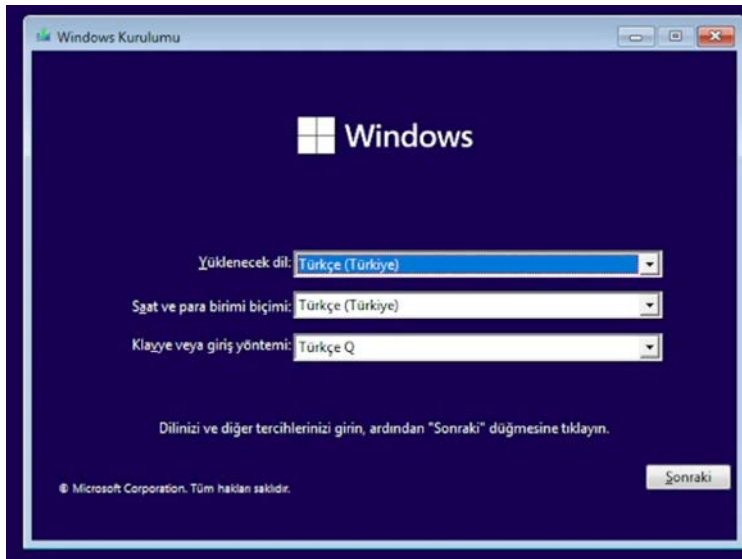 Windows Kurulumu
Windows
Yüklenecek dil: Türkçe (Türkiye)
Saat ve para birimi biçimi: Türkçe (Türkiye)
Klavye veya giriş yöntemi: Türkçe Q
Dilinizi ve diğer tercihlerinizi girin, ardından "Sonraki" düğmesine tıklayın.
Sonraki
© Microsoft Corporation. Tüm hakları saklıdır.